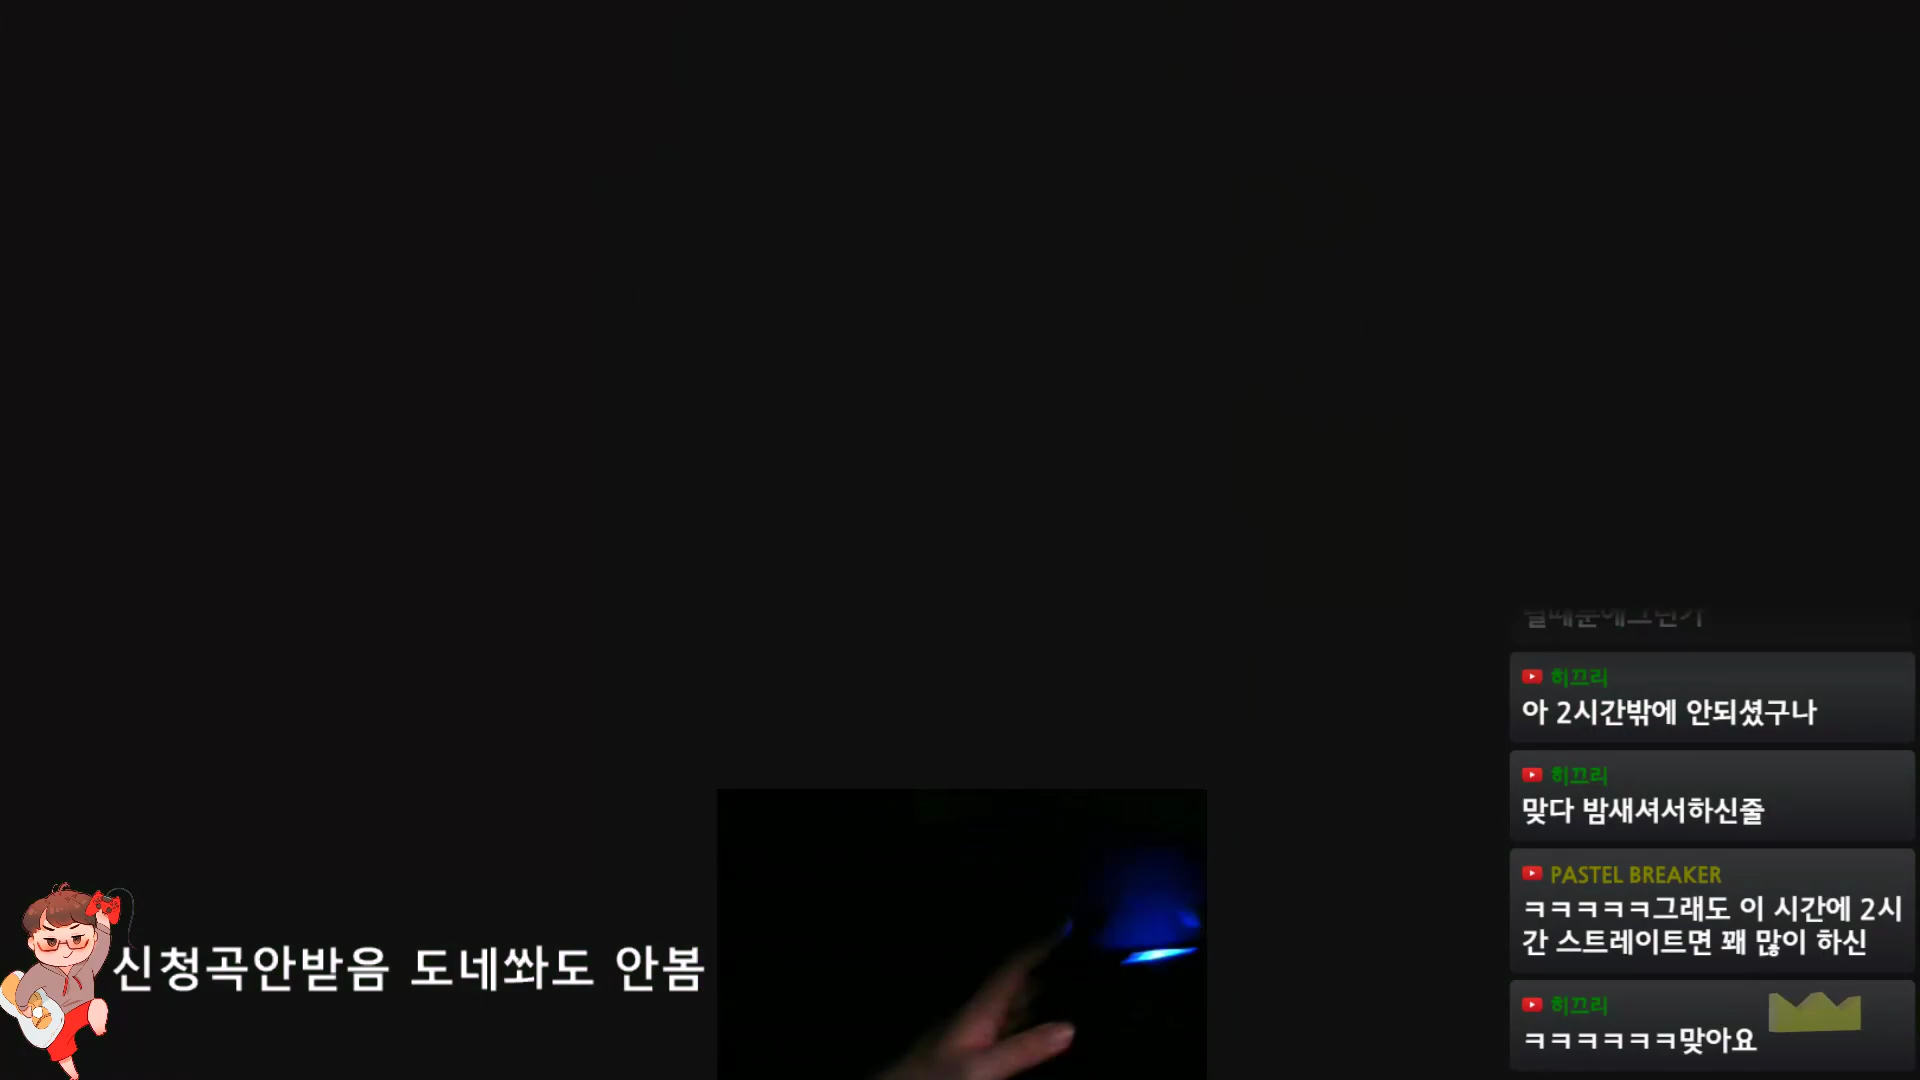 신청곡안받음 도네쏴도 안봄
히끄리
아 2시간밖에 안되셨구나
히끄리
맞다 밤새셔서하신줄
PASTEL BREAKER
ㅋㅋㅋㅋㅋ그래도 이 시간에 2시
간 스트레이트면 꽤 많이 하신
히끄리
ㅋㅋㅋㅋㅋㅋ맞아요